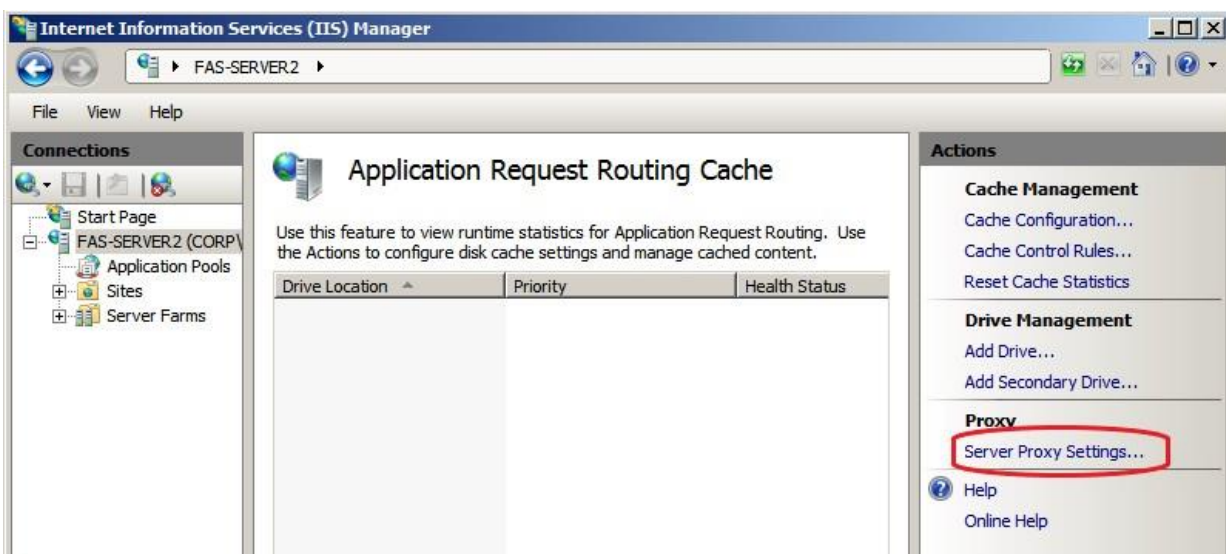 Internet Information Services (IIS) Manager
FAS-SERVER2
File View Help
Connections
Start Page
FAS-SERVER2 (CORP\
Application Pools
Sites
Server Farms
Application Request Routing Cache
Use this feature to view runtime statistics for Application Request Routing. Use
the Actions to configure disk cache settings and manage cached content.
Drive Location Priority Health Status
Actions
Cache Management
Cache Configuration...
Cache Control Rules...
Reset Cache Statistics
Drive Management
Add Drive...
Add Secondary Drive...
Proxy
Server Proxy Settings...
Help
Online Help